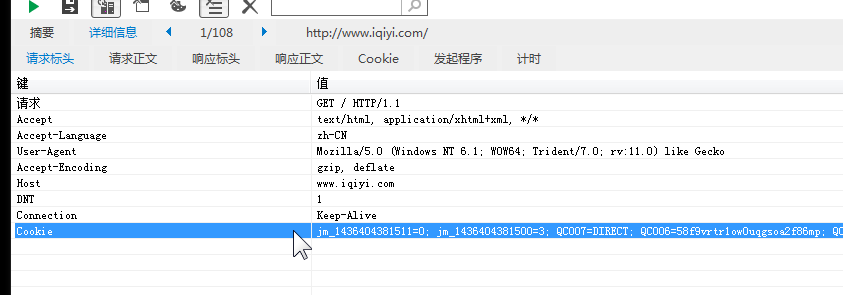 摘要 详细信息 1/108 http://www.iqiyi.com/
请求标头 请求正文 响应标头 响应正文 Cookie 发起程序 计时
键 值
请求 GET / HTTP/1.1
Accept text/html, application/xhtml+xml, */*
Accept-Language zh-CN
User-Agent Mozilla/5.0 (Windows NT 6.1; WOW64; Trident/7.0; rv:11.0) like Gecko
Accept-Encoding gzip, deflate
Host www.iqiyi.com
DNT 1
Connection Keep-Alive
Cookie jm_1436404381511=0; jm_1436404381500=3; QC007=DIRECT; QC006=58f9vrtr1ow0uqgsoa2f86mp; QC